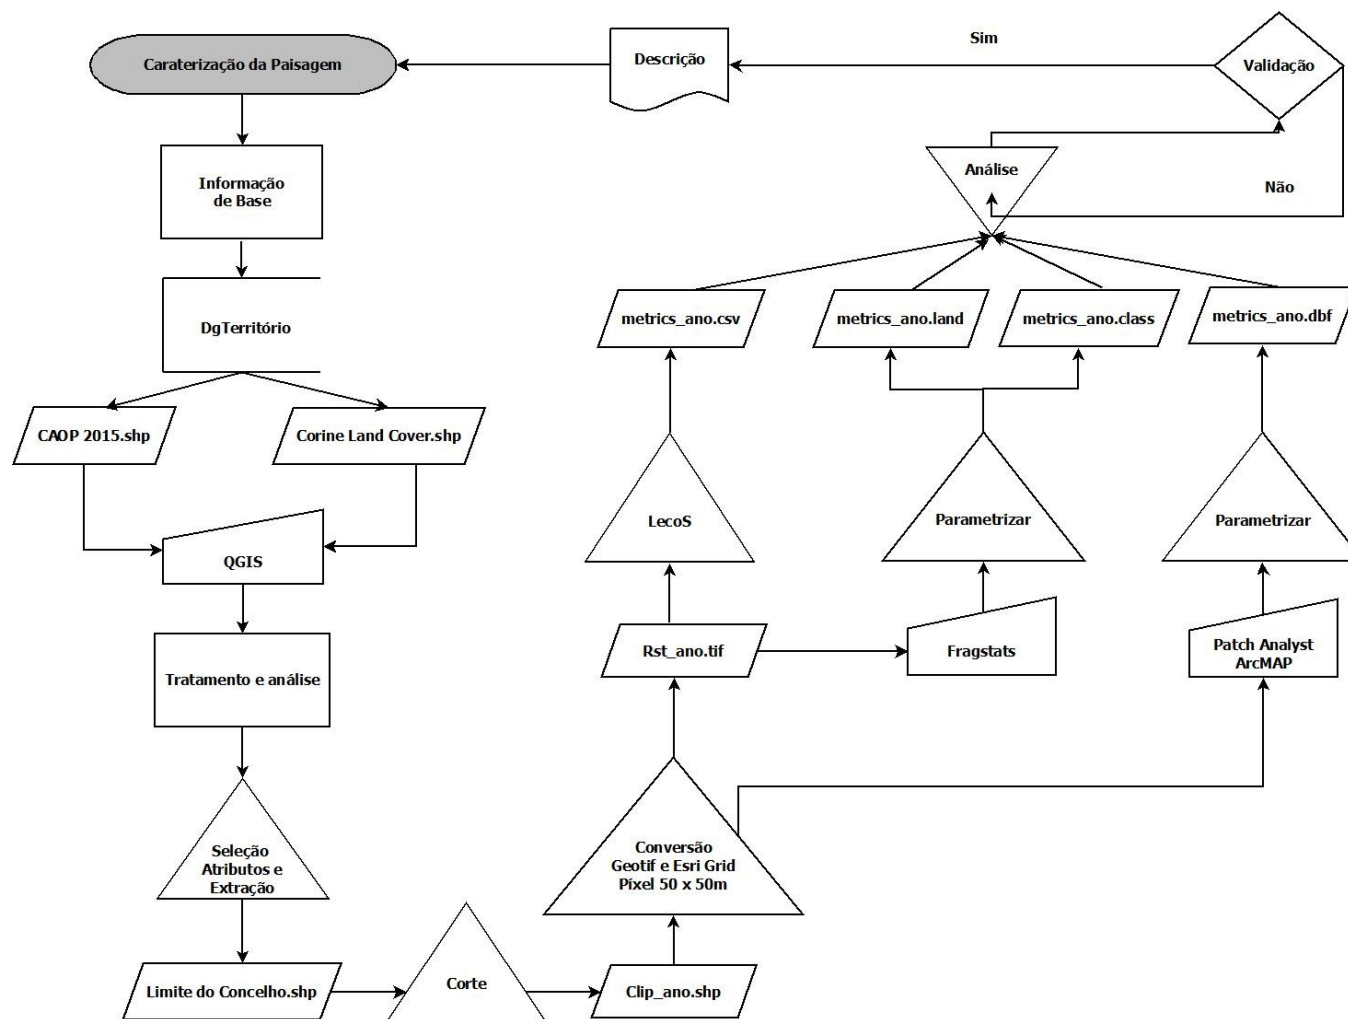 Caraterização da Paisagem
Descrição
Sim
Validação
Informação
de Base
Análise
Não
DgTerritório
metrics_ano.csv
metrics_ano.land
metrics_ano.class
metrics_ano.dbf
CAOP 2015.shp
Corine Land Cover.shp
QGIS
LecoS
Parametrizar
Parametrizar
Tratamento e análise
Rst_ano.tif
Fragstats
Patch Analyst
ArcMAP
Seleção
Atributos e
Extração
Conversão
Geotif e Esri Grid
Píxel 50 x 50m
Limite do Concelho.shp
Corte
Clip_ano.shp